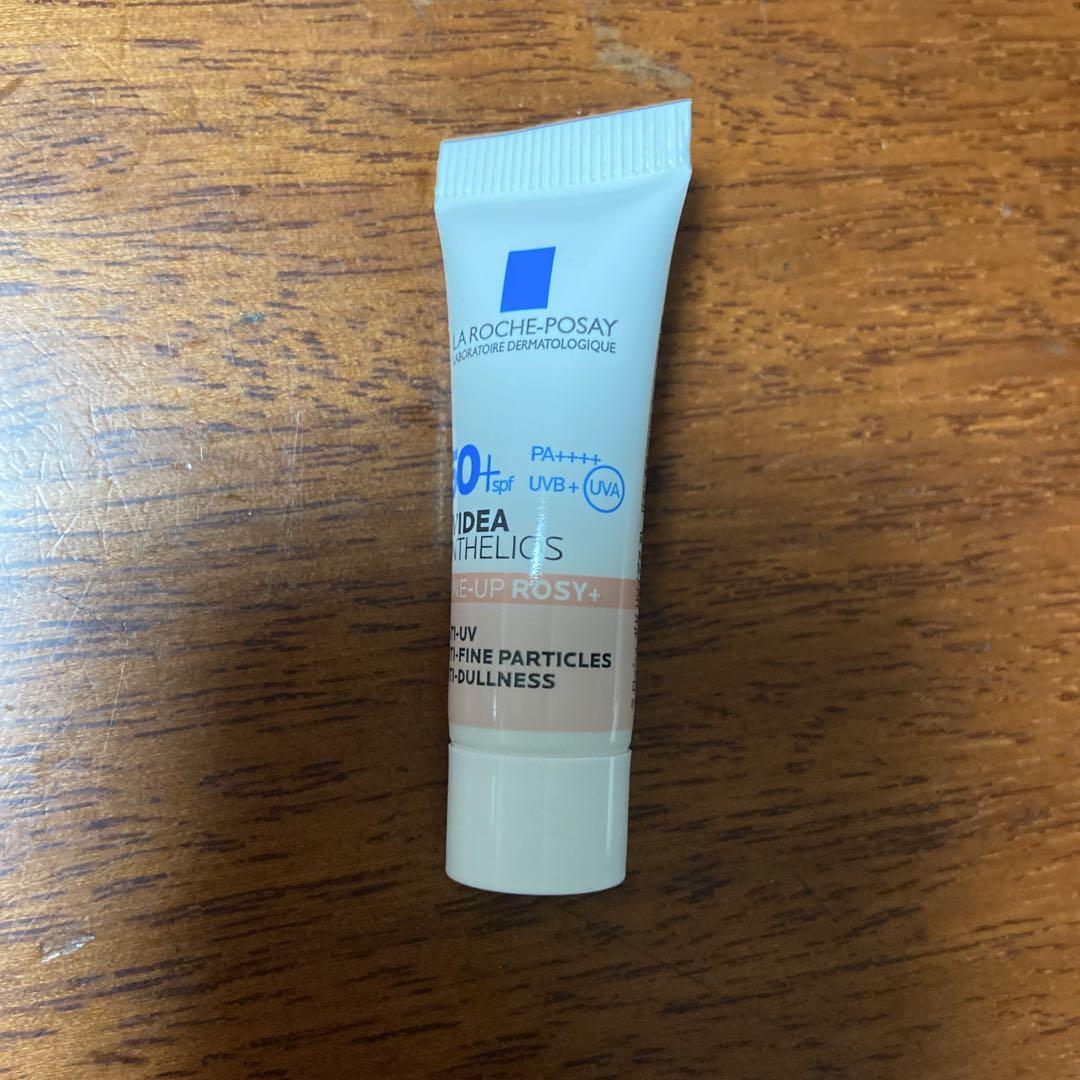 LA ROCHE-POSAY
LABORATOIRE DERMATOLOGIQUE
50+spf
PA++++
UVB + UVA
IDEA
NTHELIOS
NE-UP ROSY+
TI-UV
TI-FINE PARTICLES
TI-DULLNESS